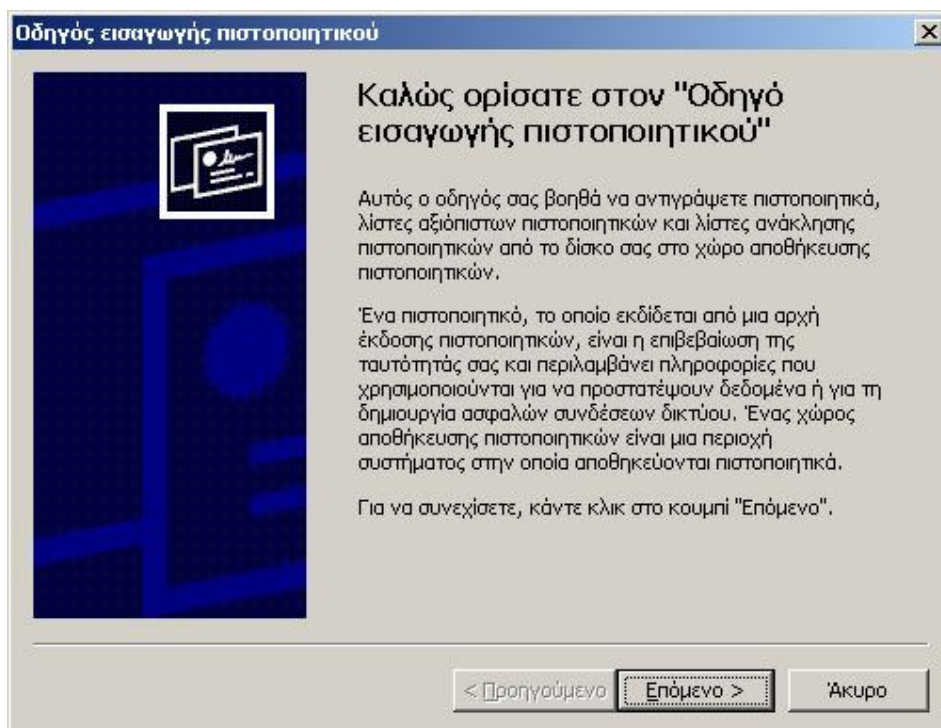 Οδηγός εισαγωγής πιστοποιητικού
Καλώς ορίσατε στον "Οδηγό
εισαγωγής πιστοποιητικού"
Αυτός ο οδηγός σας βοηθά να αντιγράψετε πιστοποιητικά,
λίστες αξιόπιστων πιστοποιητικών και λίστες ανάκλησης
πιστοποιητικών από το δίσκο σας στο χώρο αποθήκευσης
πιστοποιητικών.
Ένα πιστοποιητικό, το οποίο εκδίδεται από μια αρχή
έκδοσης πιστοποιητικών, είναι η επιβεβαίωση της
ταυτότητάς σας και περιλαμβάνει πληροφορίες που
χρησιμοποιούνται για να προστατέψουν δεδομένα ή για τη
δημιουργία ασφαλών συνδέσεων δικτύου. Ένας χώρος
αποθήκευσης πιστοποιητικών είναι μια περιοχή
συστήματος στην οποία αποθηκεύονται πιστοποιητικά.
Για να συνεχίσετε, κάντε κλικ στο κουμπί "Επόμενο".
< Προηγούμενο Επόμενο > Άκυρο